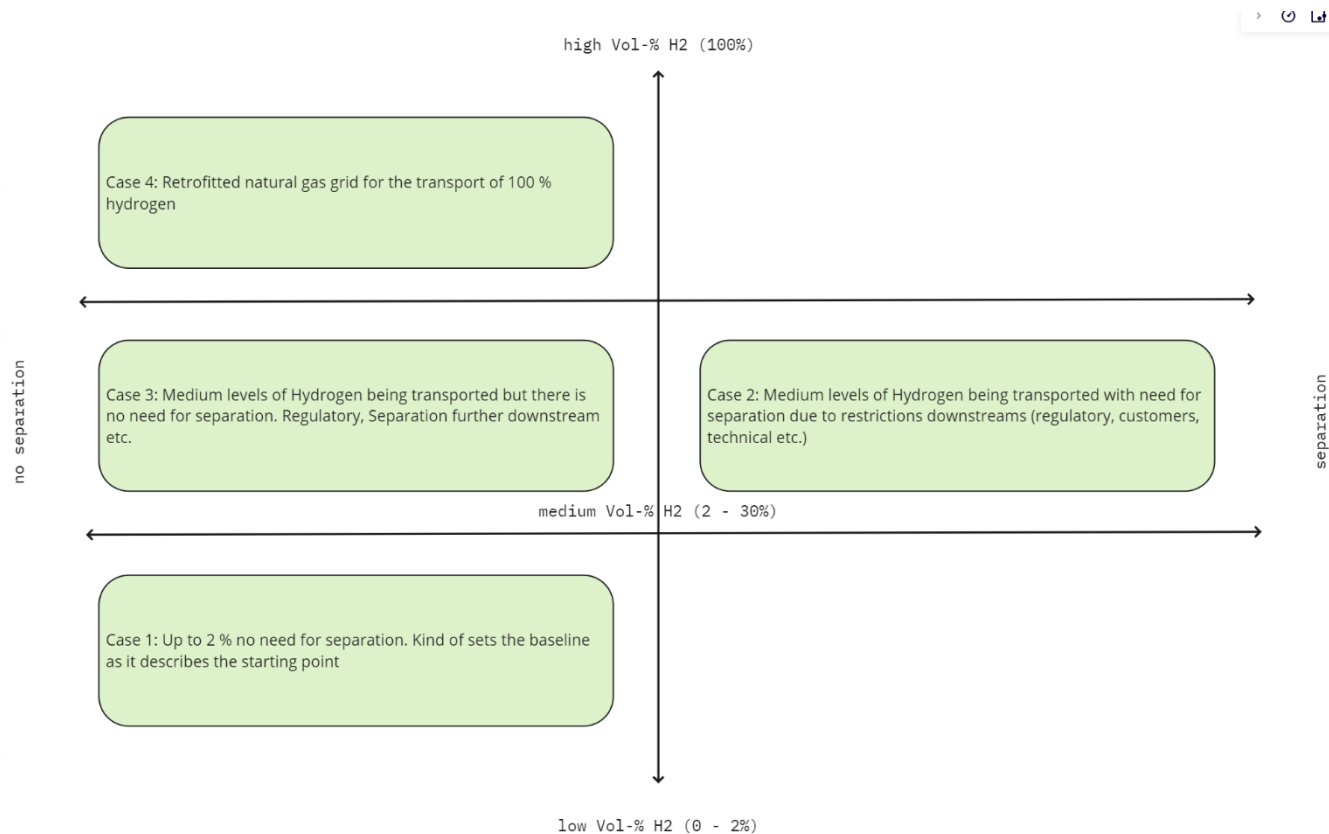 high Vol-% H2 (100%)
Case 4: Retrofitted natural gas grid for the transport of 100 %
hydrogen
no separation
Case 3: Medium levels of Hydrogen being transported but there is
no need for separation. Regulatory, Separation further downstream
etc.
Case 2: Medium levels of Hydrogen being transported with need for
separation due to restrictions downstreams (regulatory, customers,
technical etc.)
separation
medium Vol-% H2 (2 - 30%)
Case 1: Up to 2 % no need for separation. Kind of sets the baseline
as it describes the starting point
low Vol-% H2 (0 - 2%)